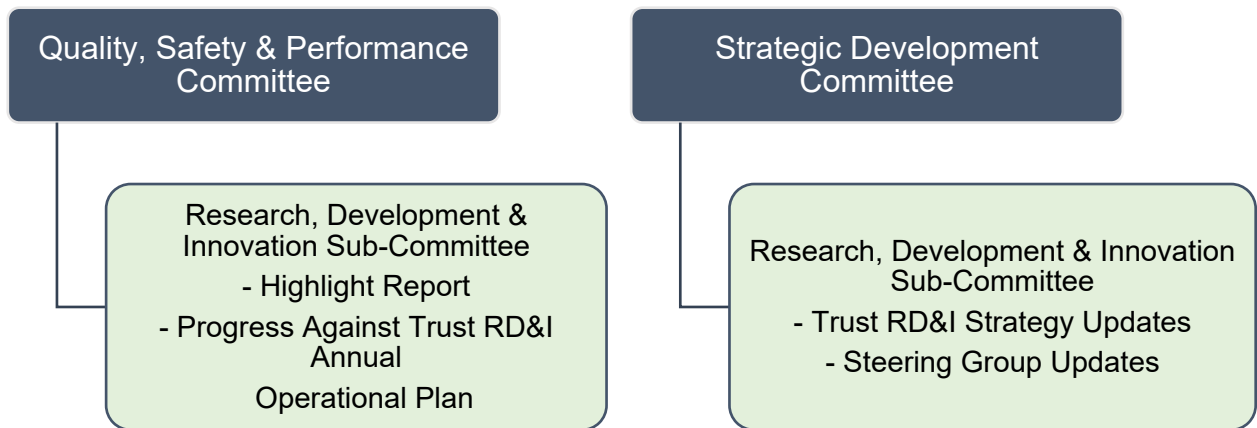 Quality, Safety & Performance
Committee
Research, Development &
Innovation Sub-Committee
- Highlight Report
- Progress Against Trust RD&I
Annual
Operational Plan
Strategic Development
Committee
Research, Development & Innovation
Sub-Committee
- Trust RD&I Strategy Updates
- Steering Group Updates